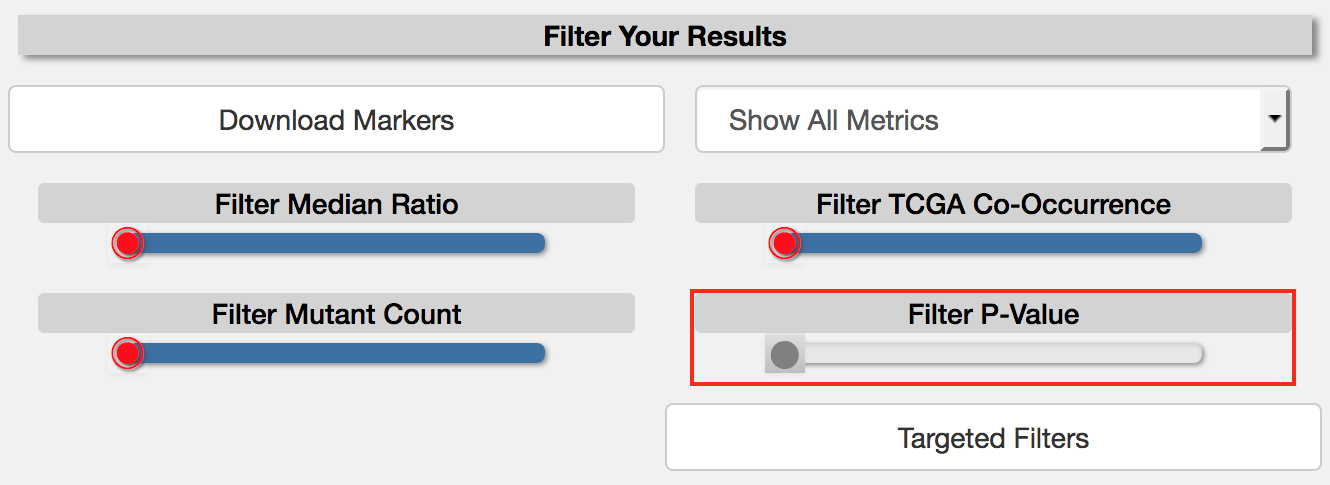 Filter Your Results
Download Markers
Show All Metrics
Filter Median Ratio
Filter TCGA Co-Occurrence
Filter Mutant Count
Filter P-Value
Targeted Filters